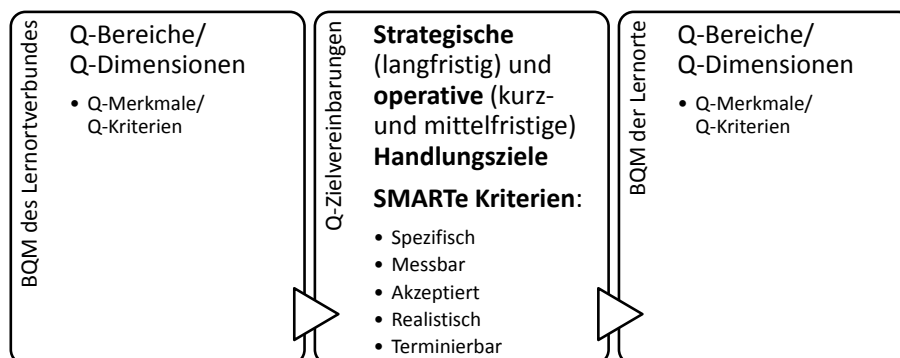 BQM des Lernortverbundes
Q-Bereiche/
Q-Dimensionen
• Q-Merkmale/
Q-Kriterien
Q-Zielvereinbarungen
Strategische
(langfristig) und
operative (kurz-
und mittelfristige)
Handlungsziele
SMARTe Kriterien:
• Spezifisch
• Messbar
• Akzeptiert
• Realistisch
• Terminierbar
BQM der Lernorte
Q-Bereiche/
Q-Dimensionen
• Q-Merkmale/
Q-Kriterien